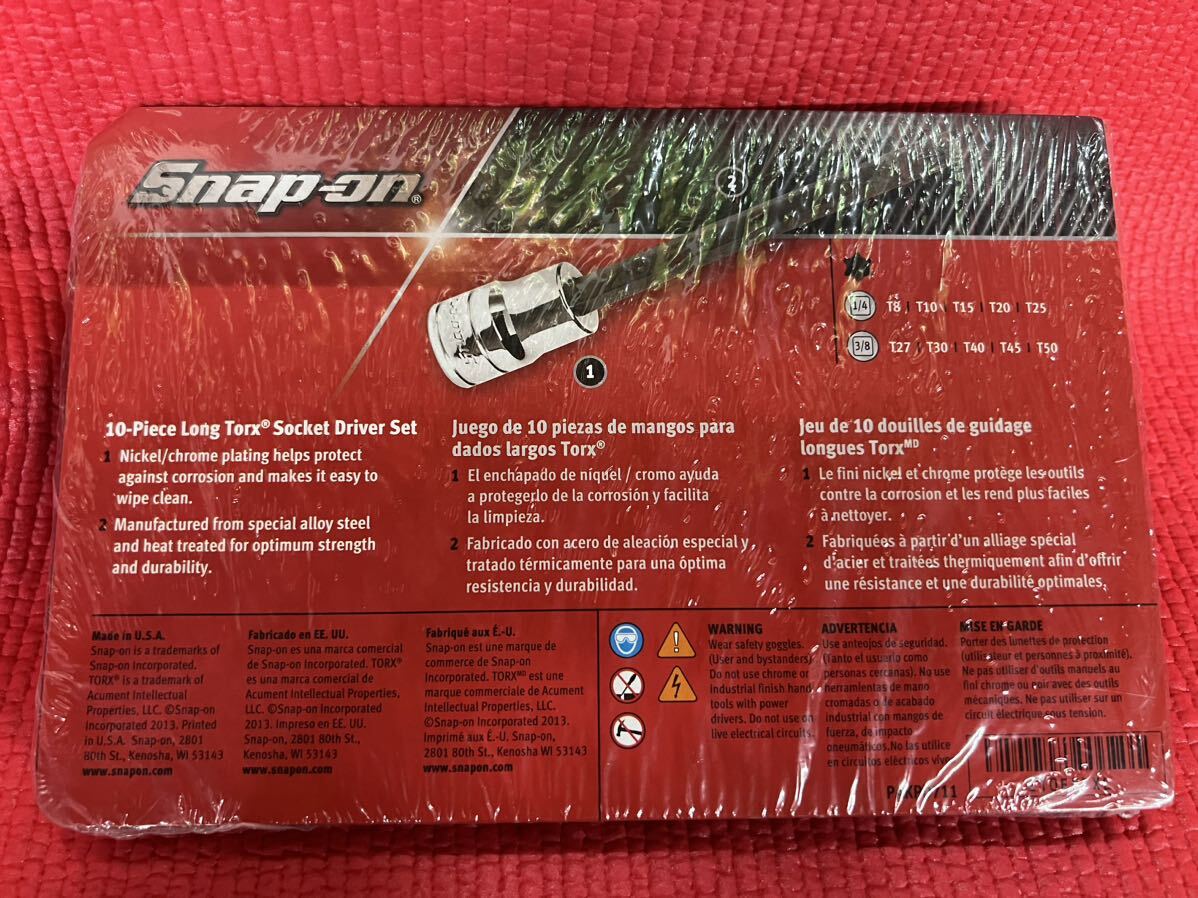 Snap-on®
2
1/4 T8 | T10 | T15 | T20 | T25
3/8 T27 | T30 | T40 | T45 | T50
1
10-Piece Long Torx® Socket Driver Set
1 Nickel/chrome plating helps protect
against corrosion and makes it easy to
wipe clean.
2 Manufactured from special alloy steel
and heat treated for optimum strength
and durability.
Juego de 10 piezas de mangos para
dados largos Torx®
1 El enchapado de níquel / cromo ayuda
a protegerlo de la corrosión y facilita
la limpieza.
2 Fabricado con acero de aleación especial y
tratado térmicamente para una óptima
resistencia y durabilidad.
Jeu de 10 douilles de guidage
longues Torx MD
1 Le fini nickel et chrome protège les outils
contre la corrosion et les rend plus faciles
à nettoyer.
2 Fabriquées à partir d'un alliage spécial
d'acier et traitées thermiquement afin d'offrir
une résistance et une durabilité optimales.
Made in U.S.A.
Snap-on is a trademarks of
Snap-on Incorporated.
TORX® is a trademark of
Acument Intellectual
Properties, LLC. ©Snap-on
Incorporated 2013. Printed
in U.S.A. Snap-on, 2801
80th St., Kenosha WI 53143
www.snapon.com
Fabricado en EE. UU.
Snap-on es una marca comercial
de Snap-on Incorporated. TORX®
es una marca comercial de
Acument Intellectual Properties,
LLC. ©Snap-on Incorporated
2013. Impreso en EE. UU.
Snap-on, 2801 80th St.,
Kenosha, WI 53143
www.snapon.com
Fabriqué aux É.-U.
Snap-on est une marque de
commerce de Snap-on
Incorporated. TORX MD est une
marque commerciale de Acument
Intellectual Properties, LLC.
©Snap-on Incorporated 2013.
Imprimé aux É.-U. Snap-on,
2801 80th St., Kenosha WI 53143
www.snapon.com
WARNING
Wear safety goggles.
(User and bystanders)
Do not use chrome or
industrial finish hand
tools with power
drivers. Do not use on
live electrical circuits.
ADVERTENCIA
Use anteojos de seguridad.
(Tanto el usuario como
personas cercanas). No use
herramientas de mano
cromadas o de acabado
industrial con mangos de
fuerza, de impacto
o neumáticos. No las utilice
en circuitos eléctricos vivos
MISE EN GARDE
Porter des lunettes de protection
(utilisateur et personnes à proximité).
Ne pas utiliser d'outils manuels au
fini chrome ou noir avec des outils
mécaniques. Ne pas utiliser sur un
circuit électrique sous tension.